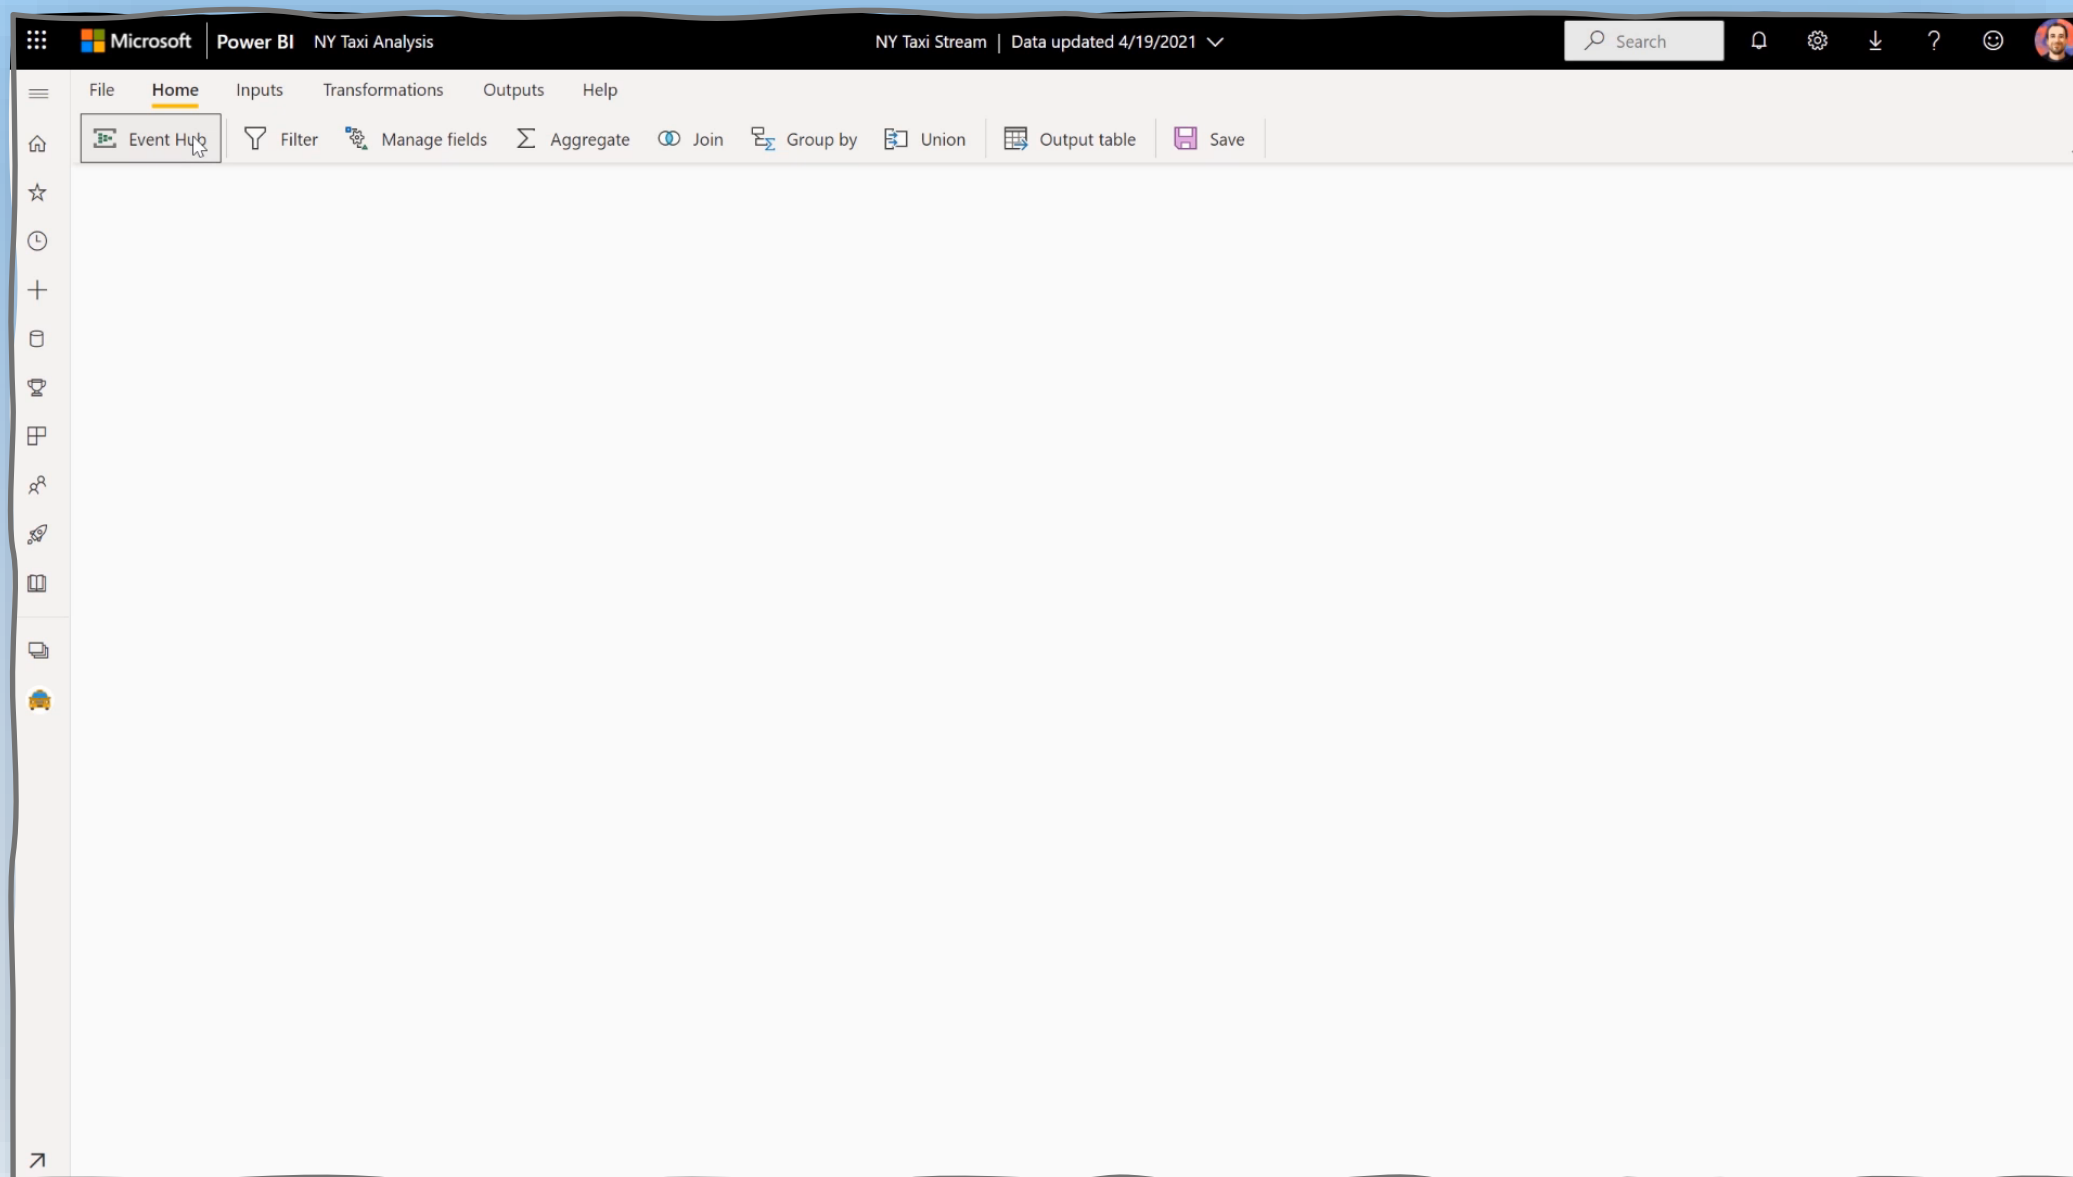 Microsoft Power BI NY Taxi Analysis NY Taxi Stream | Data updated 4/19/2021 Search
File Home Inputs Transformations Outputs Help
Event Hub Filter Manage fields Aggregate Join Group by Union Output table Save